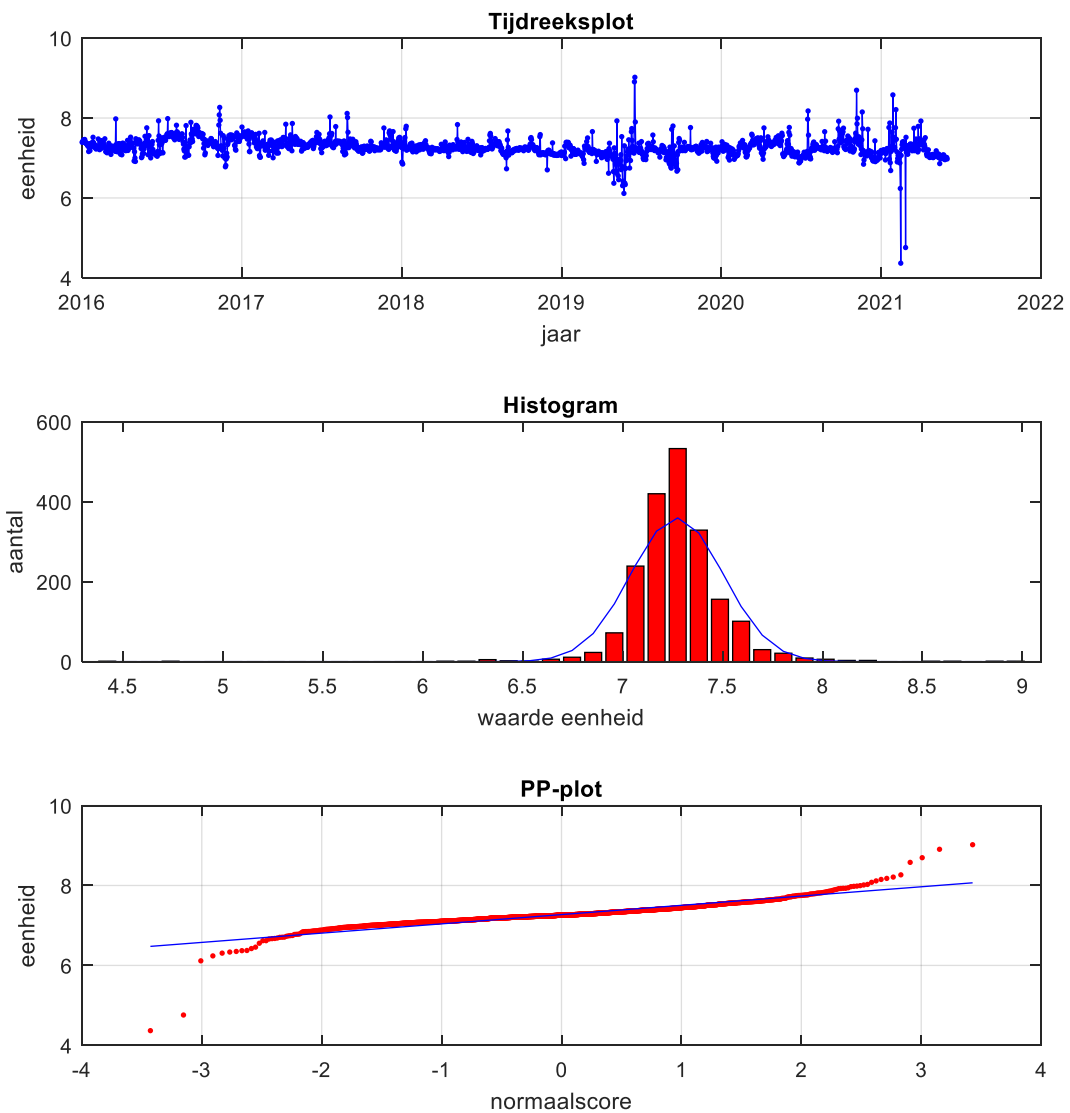 Tijdreeksplot
10
8
6
4
eenheid
2016 2017 2018 2019 2020 2021 2022
jaar
Histogram
600
400
200
0
aantal
4.5 5 5.5 6 6.5 7 7.5 8 8.5 9
waarde eenheid
PP-plot
10
8
6
4
eenheid
-4 -3 -2 -1 0 1 2 3 4
normaalscore